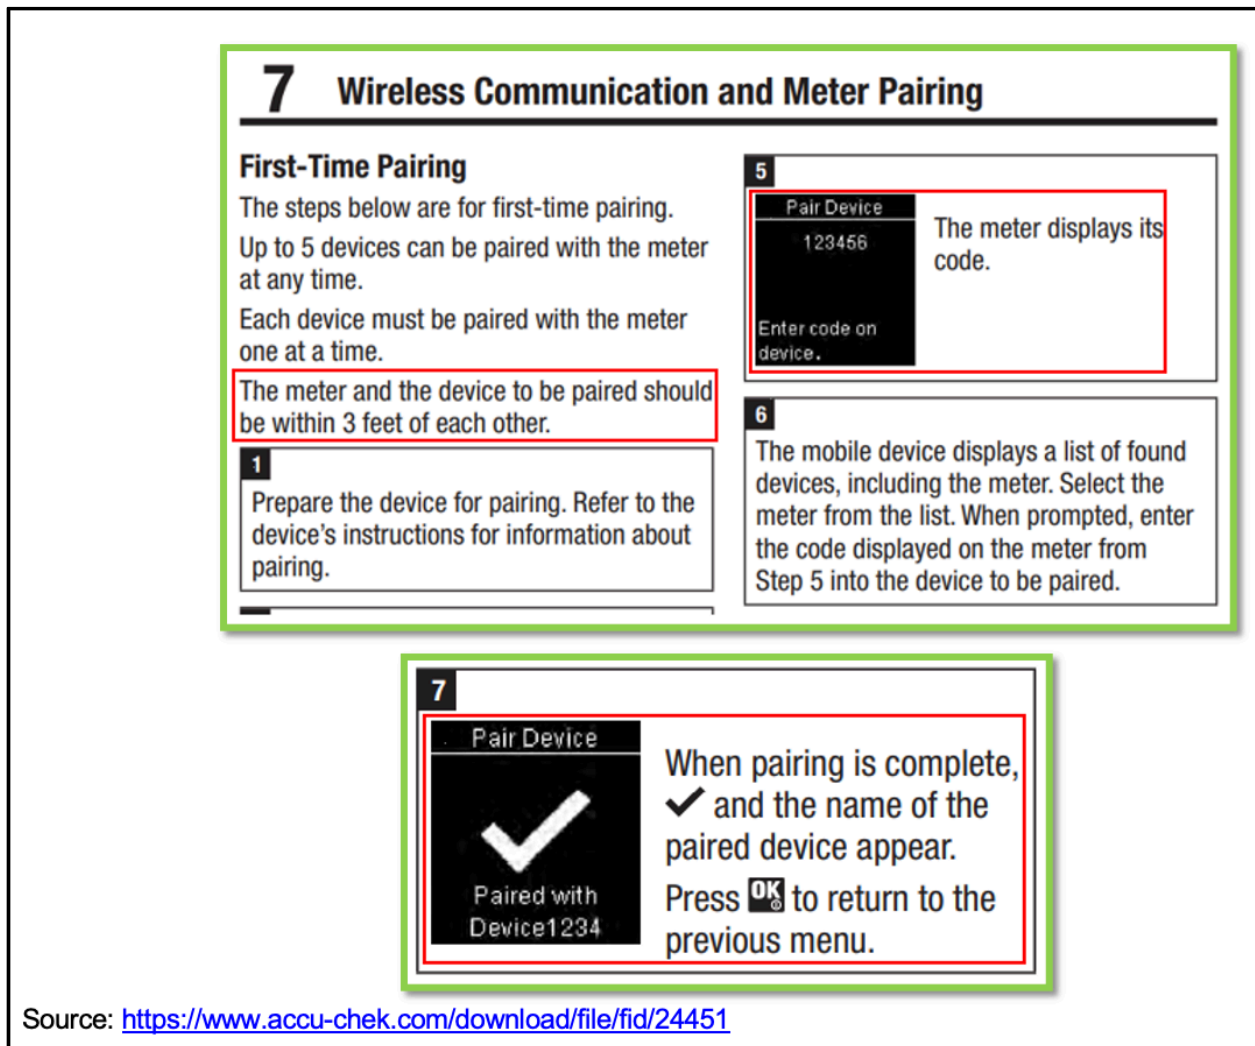 7 Wireless Communication and Meter Pairing
First-Time Pairing
The steps below are for first-time pairing.
Up to 5 devices can be paired with the meter
at any time.
Each device must be paired with the meter
one at a time.
The meter and the device to be paired should
be within 3 feet of each other.
1
Prepare the device for pairing. Refer to the
device's instructions for information about
pairing.
5
Pair Device
123456
Enter code on
device.
The meter displays its
code.
6
The mobile device displays a list of found
devices, including the meter. Select the
meter from the list. When prompted, enter
the code displayed on the meter from
Step 5 into the device to be paired.
7
Pair Device
Paired with
Device1234
When pairing is complete,
✓ and the name of the
paired device appear.
Press OK to return to the
previous menu.
Source: https://www.accu-chek.com/download/file/fid/24451